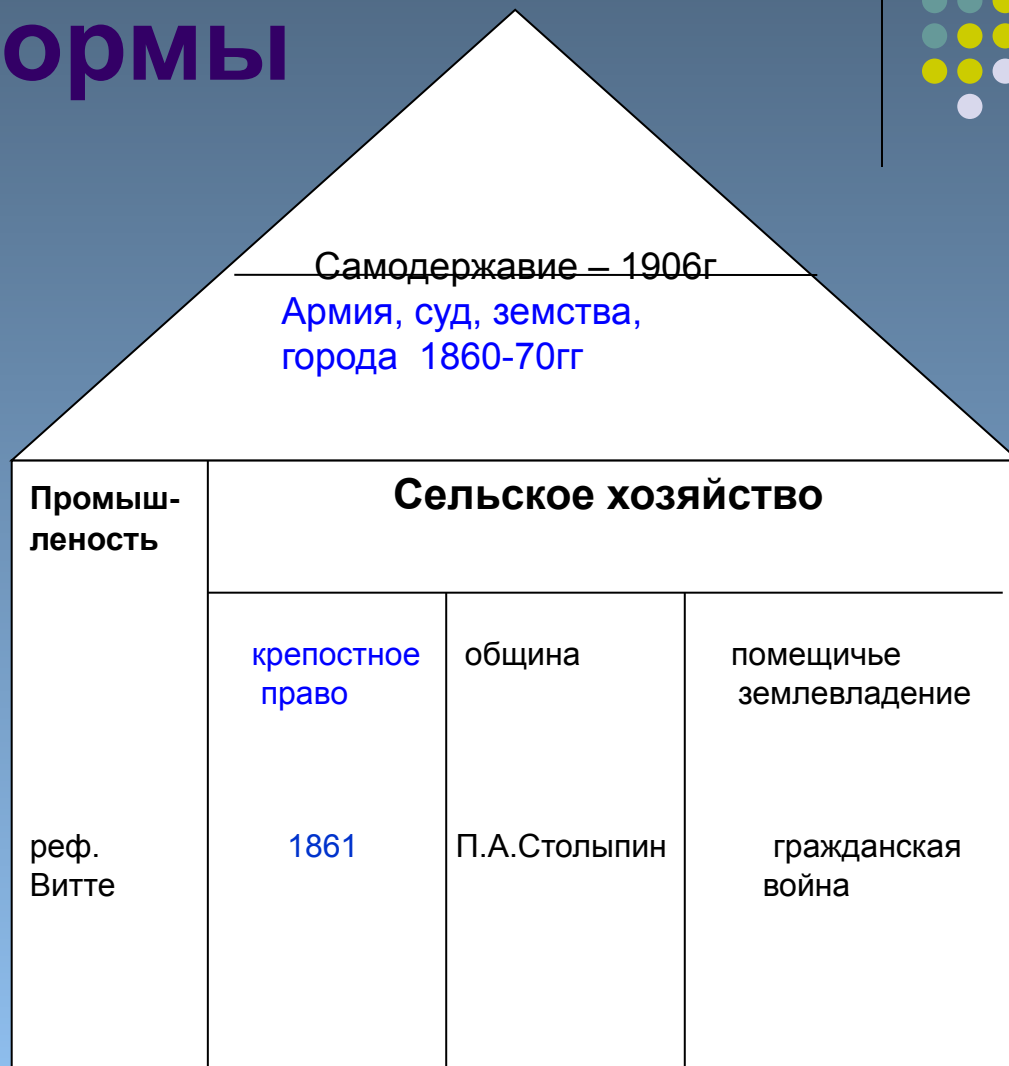 ормы
Самодержавие – 1906г
Армия, суд, земства,
города 1860-70гг
Промыш-
леность
Сельское хозяйство
крепостное
право
община
помещичье
землевладение
реф.
Витте
1861
П.А.Столыпин
гражданская
война